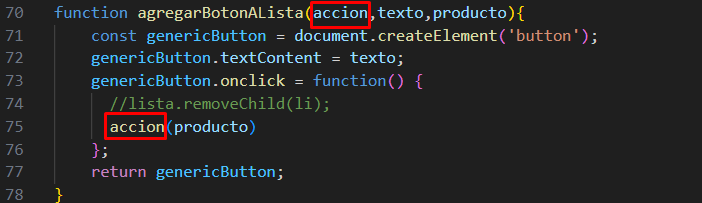 70 function agregarBotonALista(accion,texto,producto){
71 const genericButton = document.createElement('button');
72 genericButton.textContent = texto;
73 genericButton.onclick = function() {
74 //lista.removeChild(li);
75 accion(producto)
76 };
77 return genericButton;
78 }